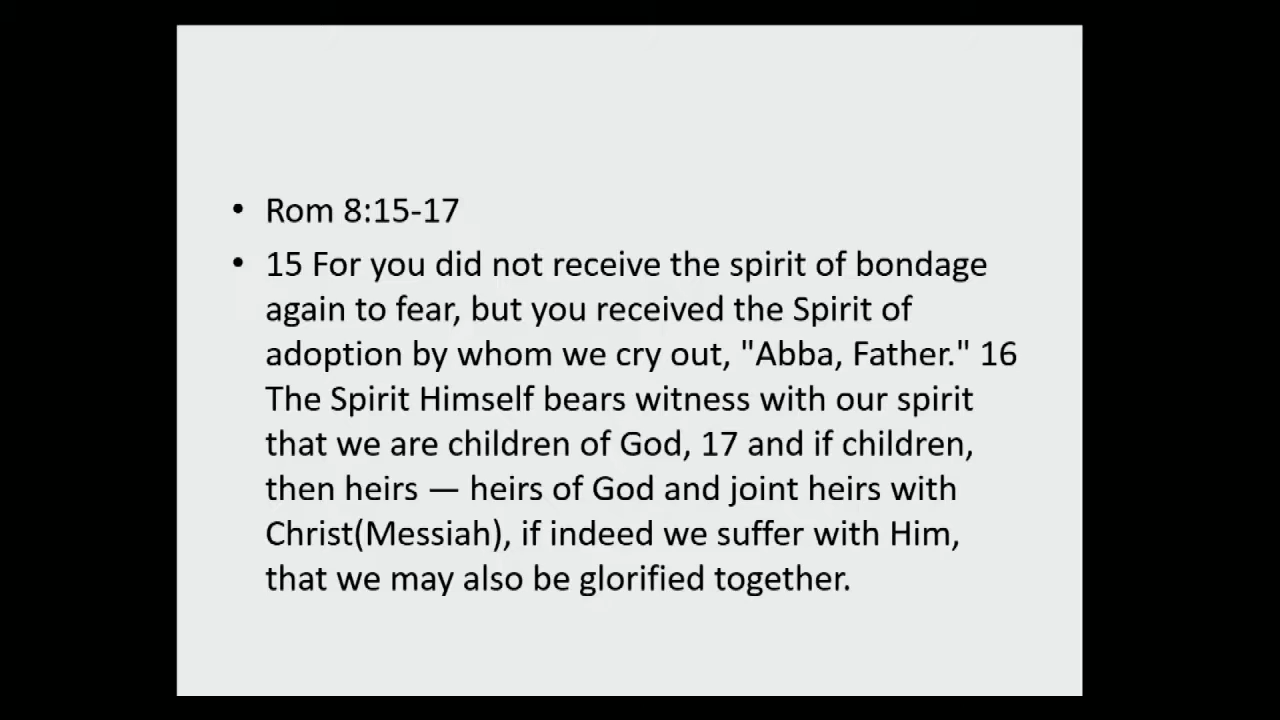 • Rom 8:15-17
• 15 For you did not receive the spirit of bondage
again to fear, but you received the Spirit of
adoption by whom we cry out, "Abba, Father." 16
The Spirit Himself bears witness with our spirit
that we are children of God, 17 and if children,
then heirs — heirs of God and joint heirs with
Christ(Messiah), if indeed we suffer with Him,
that we may also be glorified together.